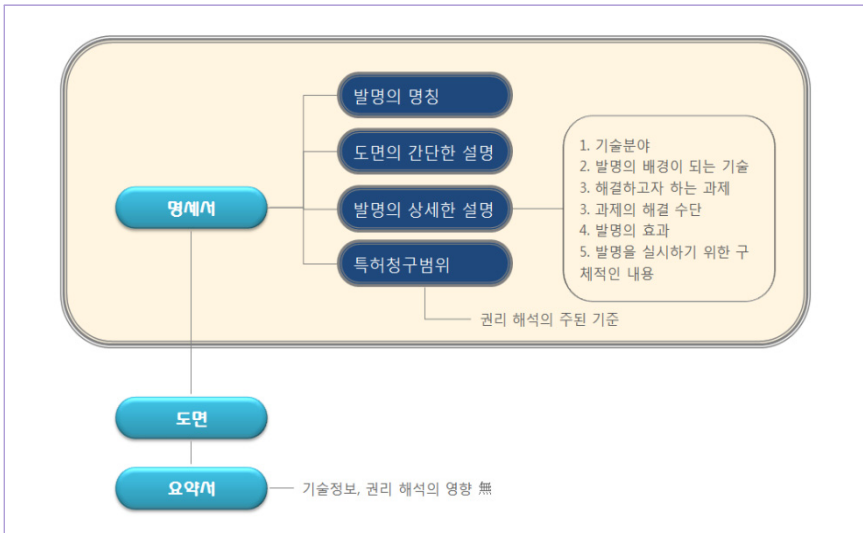 발명의 명칭
도면의 간단한 설명
명세서
발명의 상세한 설명
특허청구범위
1. 기술분야
2. 발명의 배경이 되는 기술
3. 해결하고자 하는 과제
3. 과제의 해결 수단
4. 발명의 효과
5. 발명을 실시하기 위한 구
체적인 내용
권리 해석의 주된 기준
도면
요약서
기술정보, 권리 해석의 영향 無